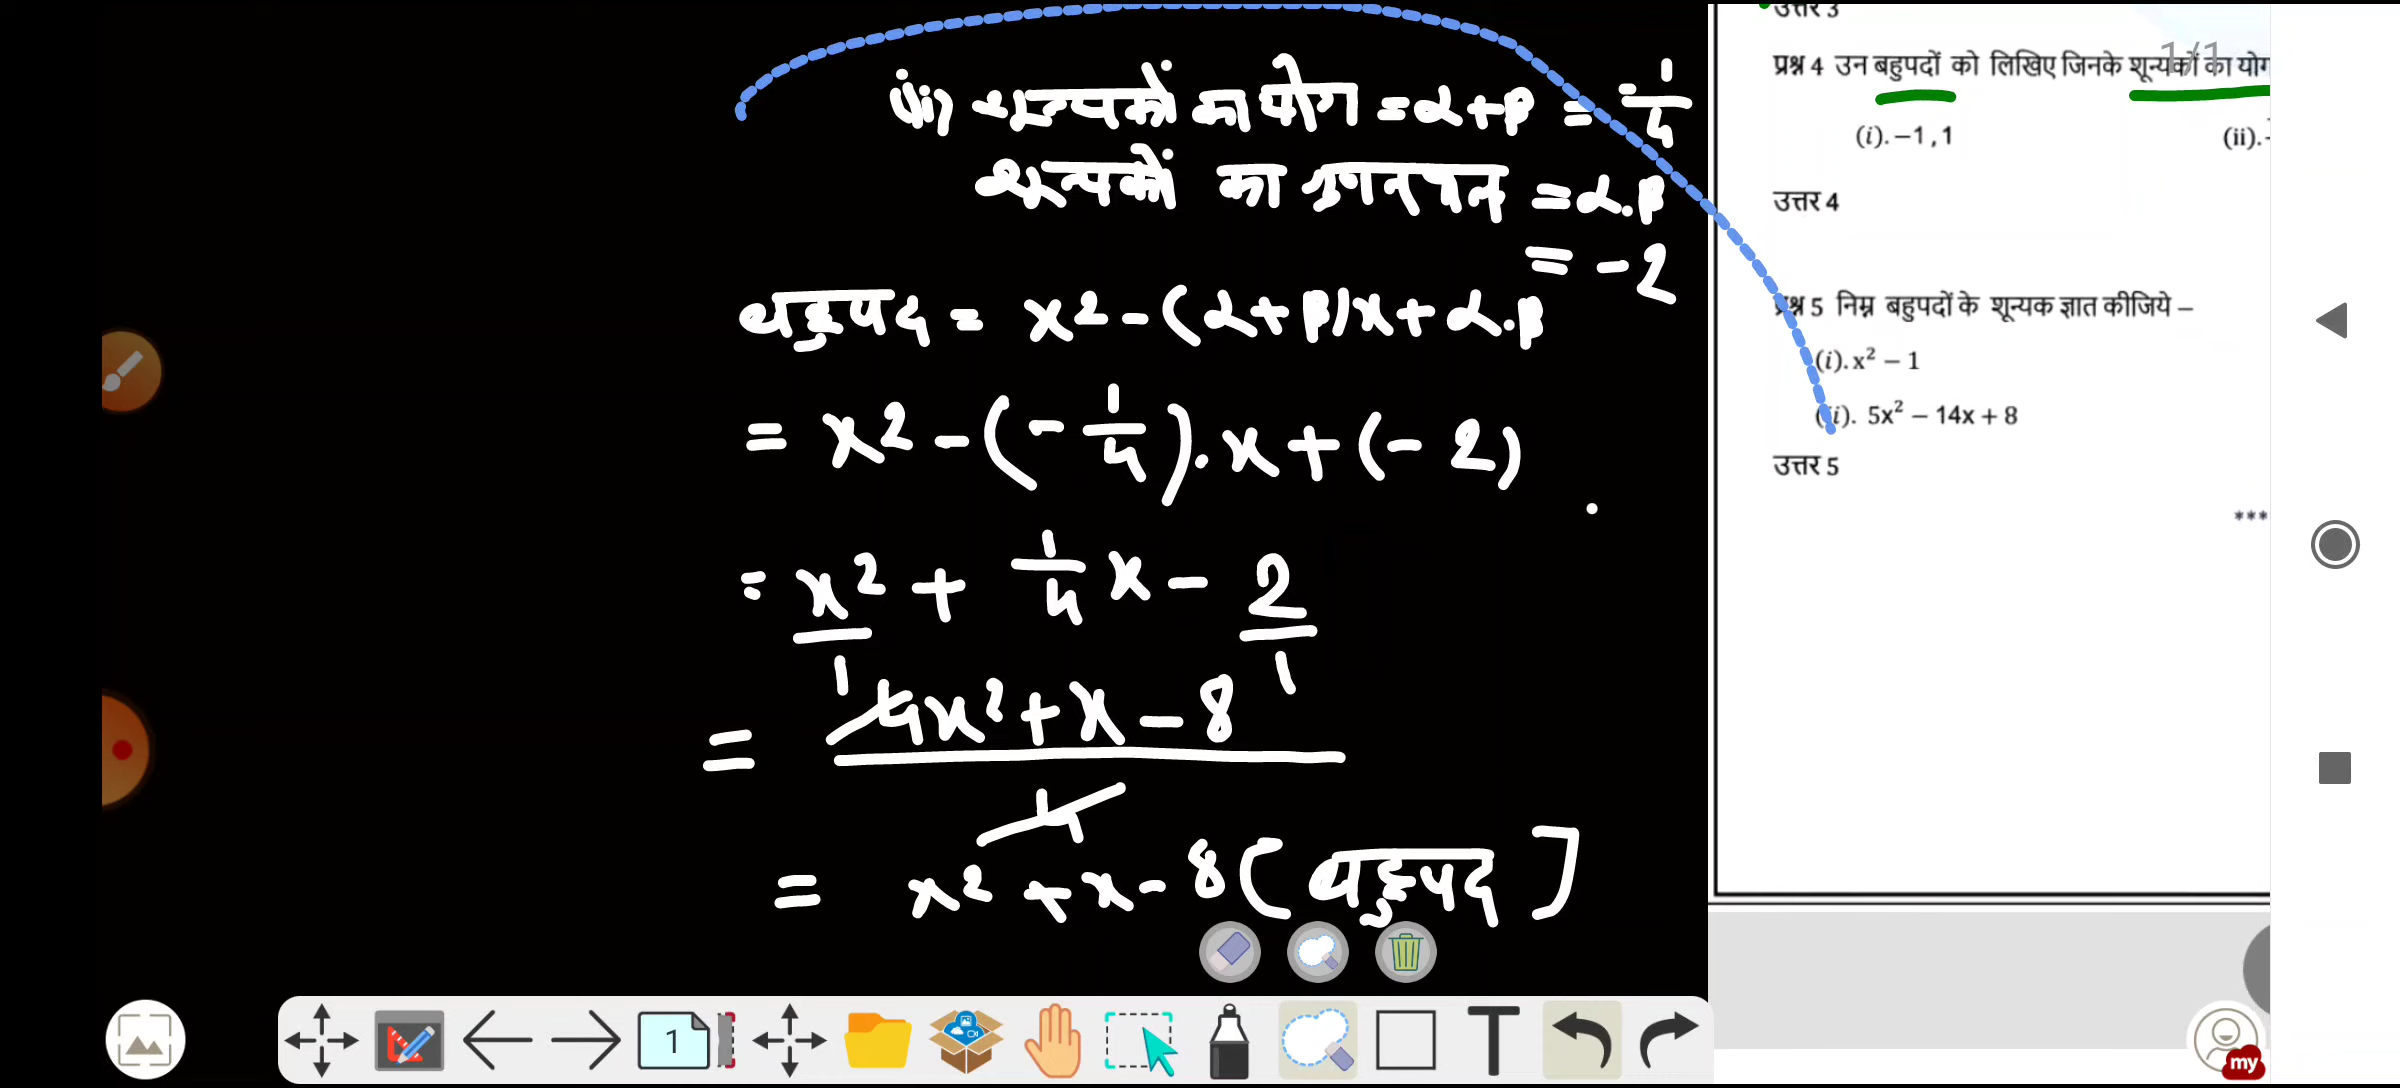 (ii) शून्यकों का योग = α+β = -1/4
शून्यकों का गुणनफल = α.β
= -2
बहुपद = x² - (α+β)x + α.β
= x² - (- 1/4).x + (- 2)
= x²/1 + 1/4 x - 2/1
= 4x² + x - 8 / 4
= x² + x - 8 ( बहुपद ]
उत्तर 3
1/1
प्रश्न 4 उन बहुपदों को लिखिए जिनके शून्यकों का योग
(i). −1 , 1 (ii). -
उत्तर 4
प्रश्न 5 निम्न बहुपदों के शून्यक ज्ञात कीजिये –
(i). x² − 1
(ii). 5x² − 14x + 8
उत्तर 5
***
1
T
my